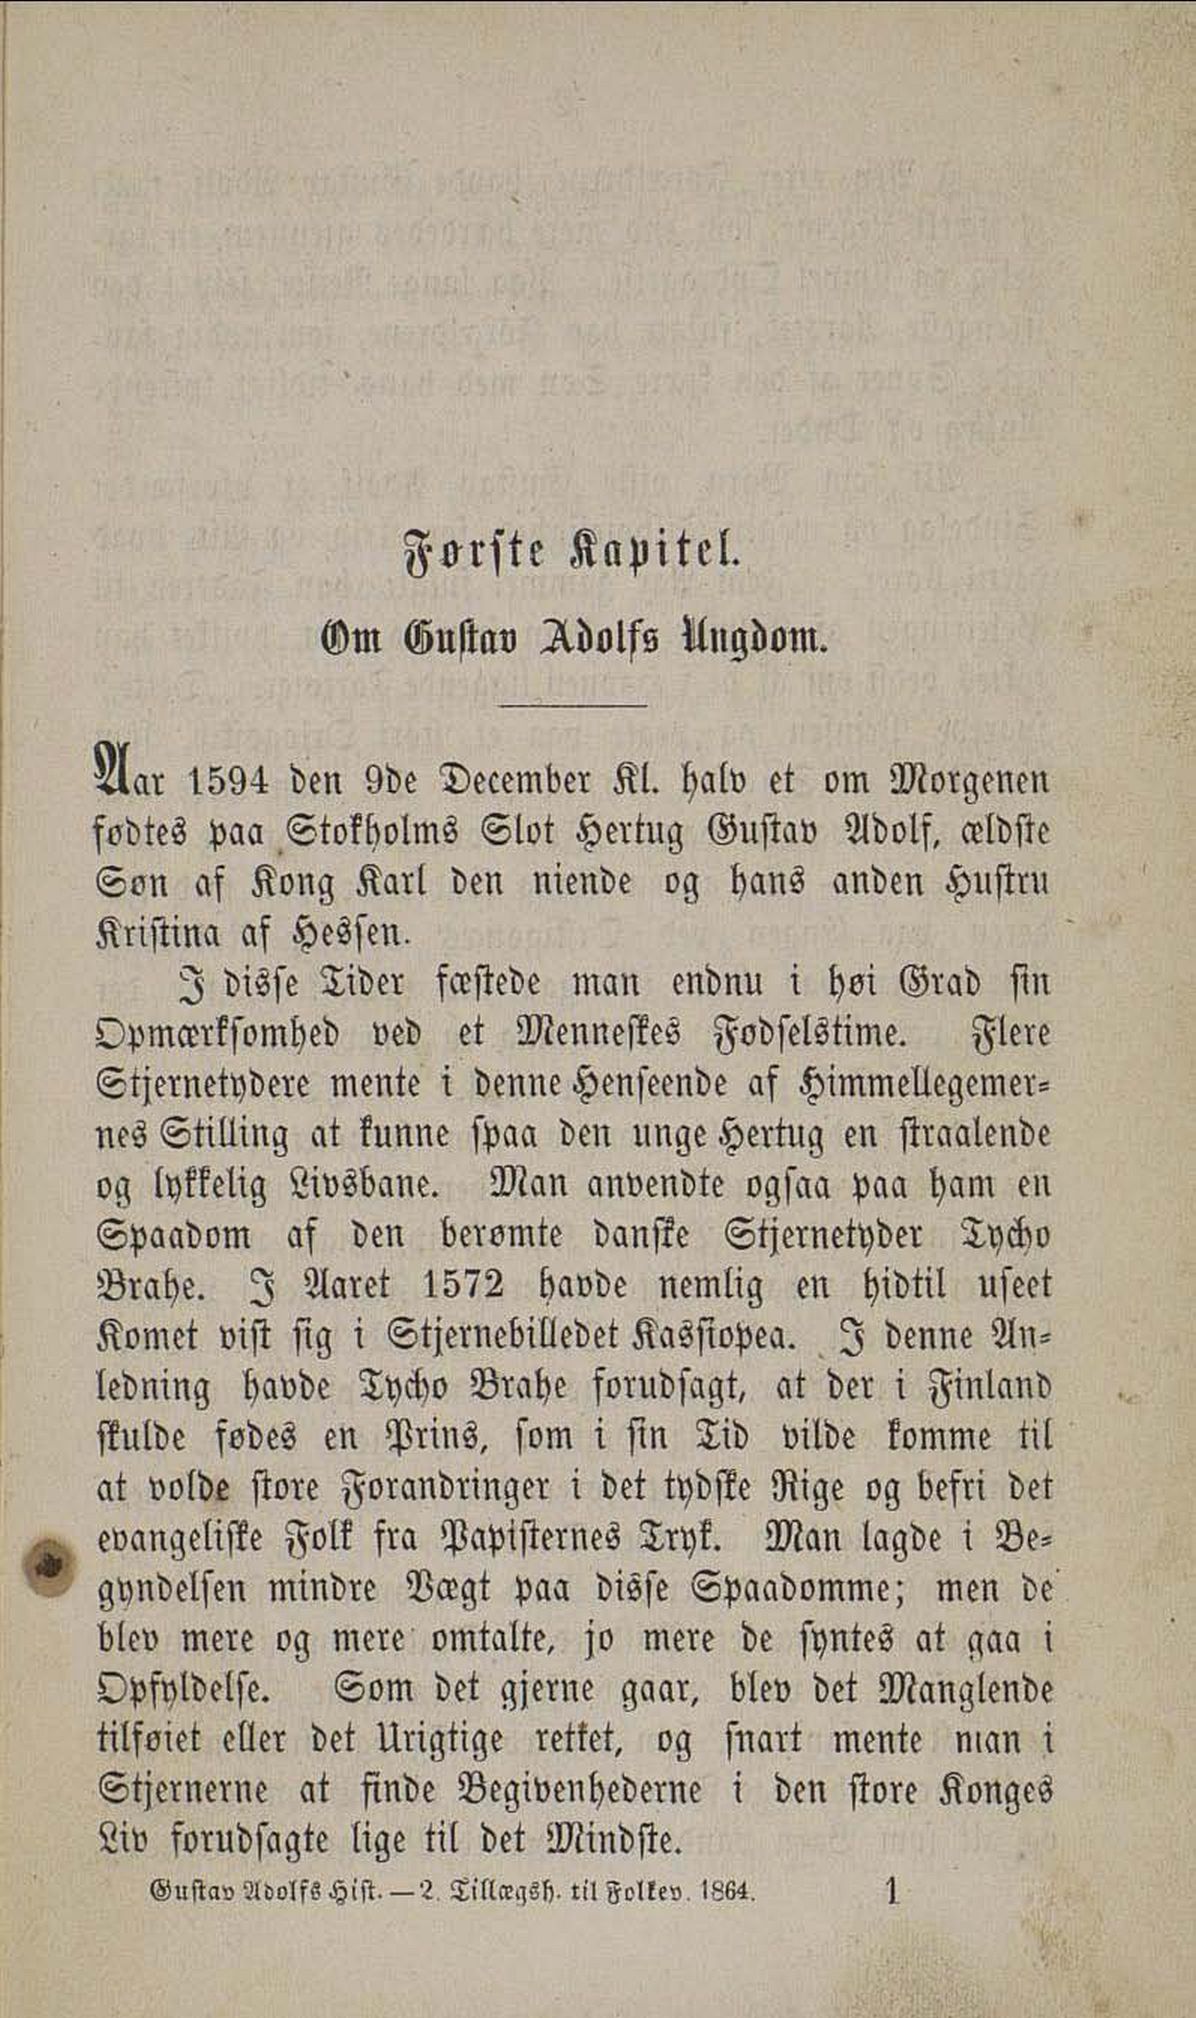 Første Kapitel.
Om Gustav Adolfs Ungdom.
Aar 1594 den 9de December Kl. halv et om Morgenen
fødtes paa Stokholms Slot Hertug Gustav Adolf, ældste
Søn af Kong Karl den niende og hans anden Hustru
Kristina af Hessen.
I disse Tider fæstede man endnu i høi Grad sin
Opmærksomhed ved et Menneskes Fødselstime. Flere
Stjernetydere mente i denne Henseende af Himmellegemer-
nes Stilling at kunne spaa den unge Hertug en straalende
og lykkelig Livsbane. Man anvendte ogsaa paa ham en
Spaadom af den berømte danske Stjernetyder Tycho
Brahe. I Aaret 1572 havde nemlig en hidtil useet
Komet vist sig i Stjernebilledet Kassiopea. I denne An-
ledning havde Tycho Brahe forudsagt, at der i Finland
skulde fødes en Prins, som i sin Tid vilde komme til
at volde store Forandringer i det tydske Rige og befri det
evangeliske Folk fra Papisternes Tryk. Man lagde i Be-
gyndelsen mindre Vægt paa disse Spaadomme; men de
blev mere og mere omtalte, jo mere de syntes at gaa i
Opfyldelse. Som det gjerne gaar, blev det Manglende
tilføiet eller det Urigtige rettet, og snart mente man i
Stjernerne at finde Begivenhederne i den store Konges
Liv forudsagte lige til det Mindste.
Gustav Adolfs Hist. — 2. Tillægsh. til Folkev. 1864. 1